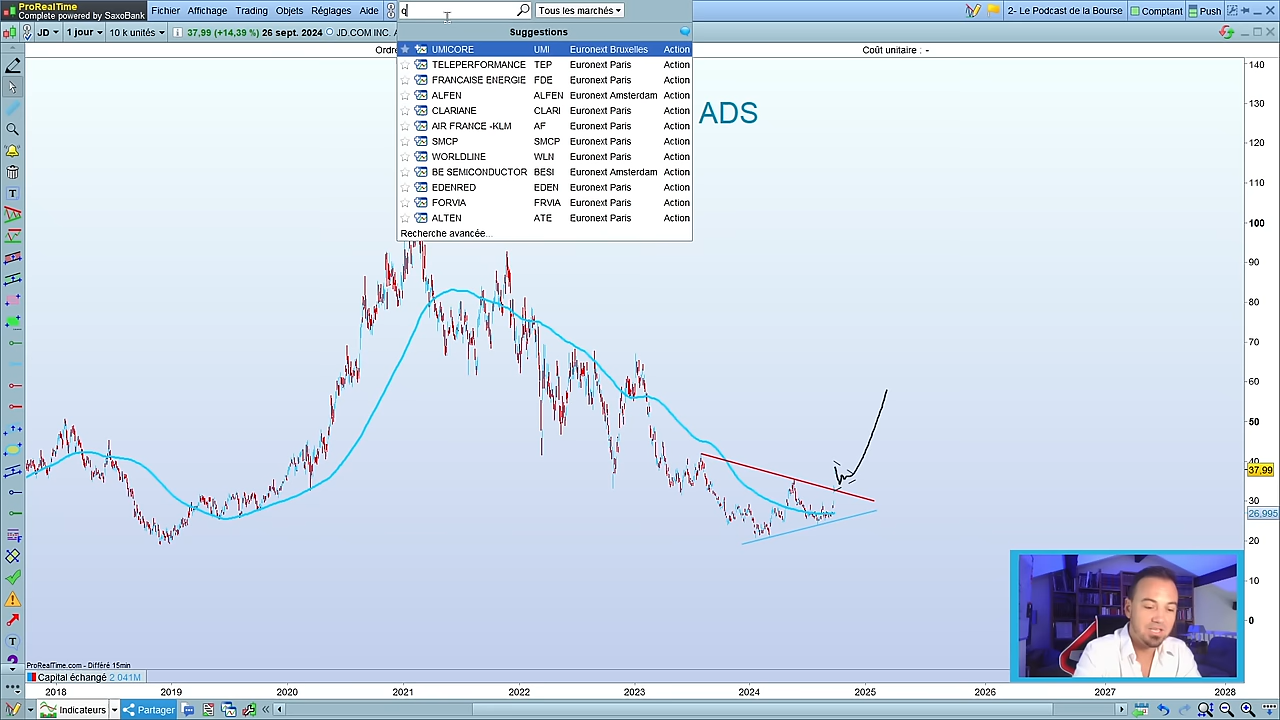 ProRealTime
Complete powered by SaxoBank
Fichier Affichage Trading Objets Réglages Aide
q
Tous les marchés
2- Le Podcast de la Bourse
Comptant
Push
JD
1 jour
10 k unités
37,99 (+14,39 %) 26 sept. 2024
JD.COM INC.
Suggestions
Ordre
Coût unitaire : -
UMICORE UMI Euronext Bruxelles Action
TELEPERFORMANCE TEP Euronext Paris Action
FRANCAISE ENERGIE FDE Euronext Paris Action
ALFEN ALFEN Euronext Amsterdam Action
CLARIANE CLARI Euronext Paris Action
AIR FRANCE -KLM AF Euronext Paris Action
SMCP SMCP Euronext Paris Action
WORLDLINE WLN Euronext Paris Action
BE SEMICONDUCTOR BESI Euronext Amsterdam Action
EDENRED EDEN Euronext Paris Action
FORVIA FRVIA Euronext Paris Action
ALTEN ATE Euronext Paris Action
Recherche avancée...
ADS
140
130
120
110
100
90
80
70
60
50
40
37,99
30
26,995
20
10
0
ProRealTime.com - Différé 15min
Capital échangé 2 041M
2018 2019 2020 2021 2022 2023 2024 2025 2026 2027 2028
Indicateurs
Partager